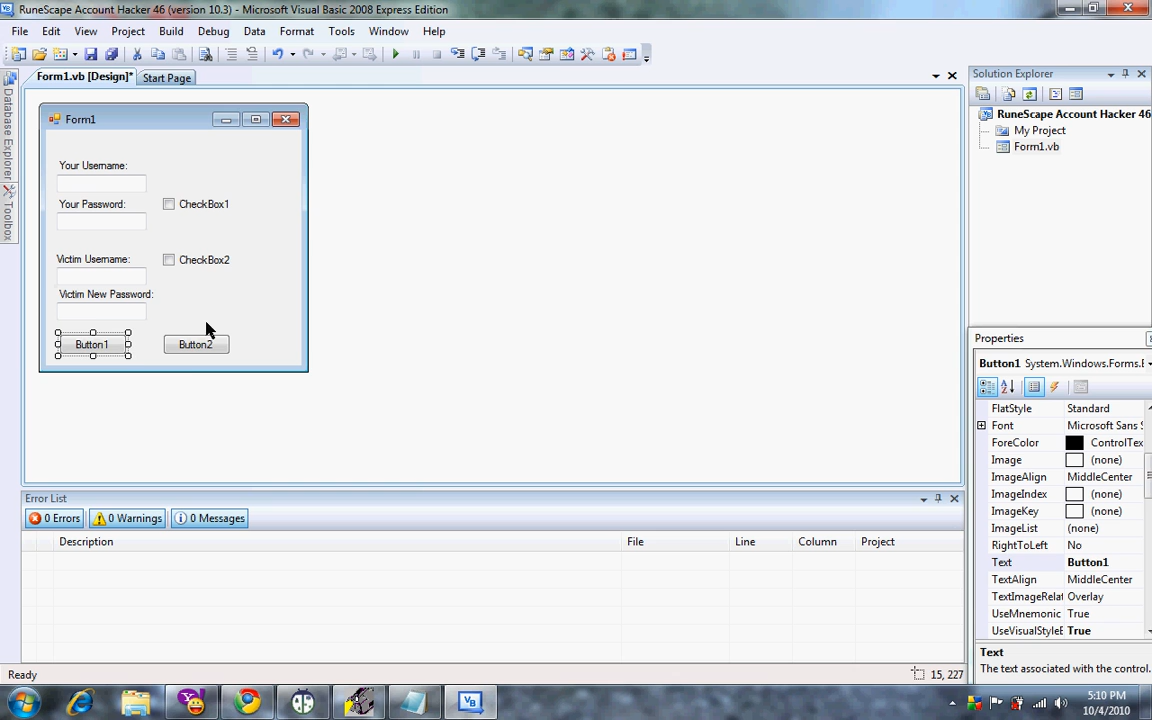 RuneScape Account Hacker 46 (version 10.3) - Microsoft Visual Basic 2008 Express Edition
File Edit View Project Build Debug Data Format Tools Window Help
Form1.vb [Design]* Start Page
Database Explorer
Toolbox
Form1
Your Username:
Your Password:
CheckBox1
Victim Username:
CheckBox2
Victim New Password:
Button1 Button2
Solution Explorer
RuneScape Account Hacker 46
My Project
Form1.vb
Properties
Button1 System.Windows.Forms.
FlatStyle Standard
Font Microsoft Sans
ForeColor ControlTex
Image (none)
ImageAlign MiddleCenter
ImageIndex (none)
ImageKey (none)
ImageList (none)
RightToLeft No
Text Button1
TextAlign MiddleCenter
TextImageRelat Overlay
UseMnemonic True
UseVisualStyle True
Text
The text associated with the control.
Error List
0 Errors 0 Warnings 0 Messages
Description File Line Column Project
Ready
15, 227
5:10 PM
10/4/2010